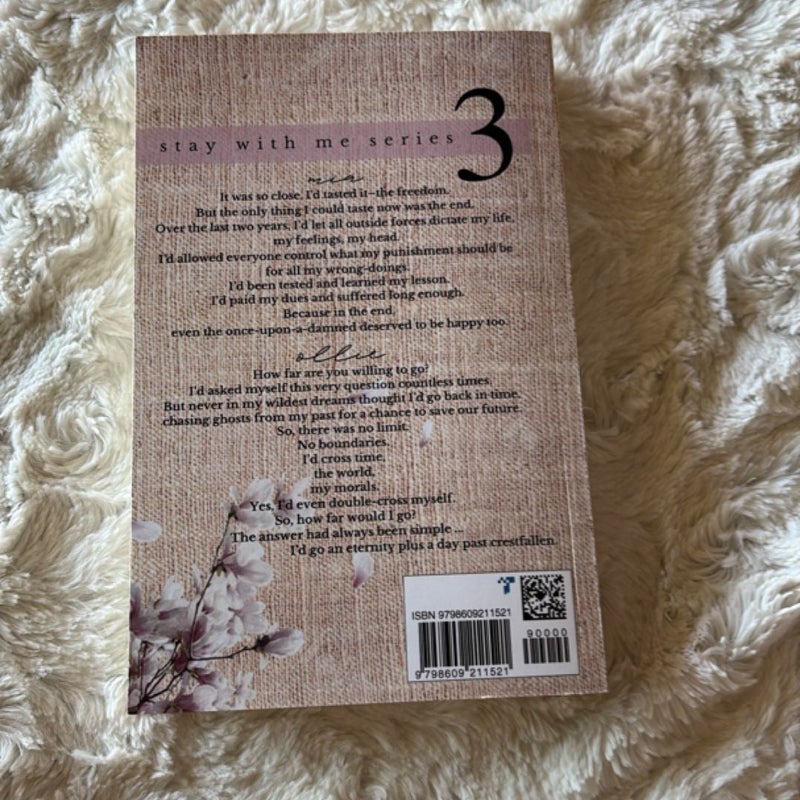 stay with me series 3
mia
It was so close, I'd tasted it–the freedom.
But the only thing I could taste now was the end.
Over the last two years, I'd let all outside forces dictate my life,
my feelings, my head.
I'd allowed everyone control what my punishment should be
for all my wrong-doings.
I'd been tested and learned my lesson.
I'd paid my dues and suffered long enough.
Because in the end,
even the once-upon-a-damned deserved to be happy too.
ollie
How far are you willing to go?
I'd asked myself this very question countless times.
But never in my wildest dreams thought I'd go back in time,
chasing ghosts from my past for a chance to save our future.
So, there was no limit.
No boundaries.
I'd cross time,
the world,
my morals.
Yes, I'd even double-cross myself.
So, how far would I go?
The answer had always been simple ...
I'd go an eternity plus a day past crestfallen.
ISBN 9798609211521
90000
9 798609 211521